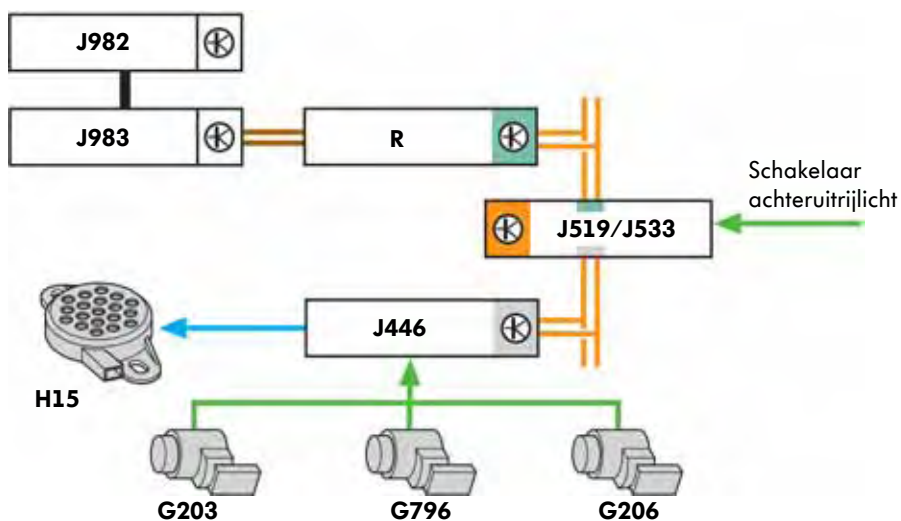 J982
J983
R
Schakelaar
achteruitrijlicht
J519/J533
J446
H15
G203
G796
G206